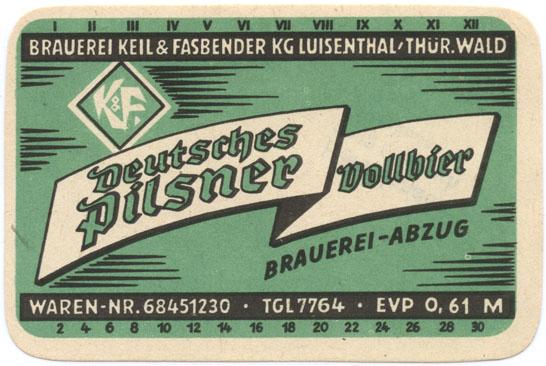 I II III IV V VI VII VIII IX X XI XII
BRAUEREI KEIL & FASBENDER KG LUISENTHAL/THÜR.WALD
K&F.
Deutsches
Pilsner
Vollbier
BRAUEREI-ABZUG
WAREN-NR. 68451230 · TGL 7764 · EVP 0,61 M
2 4 6 8 10 12 14 16 18 20 22 24 26 28 30